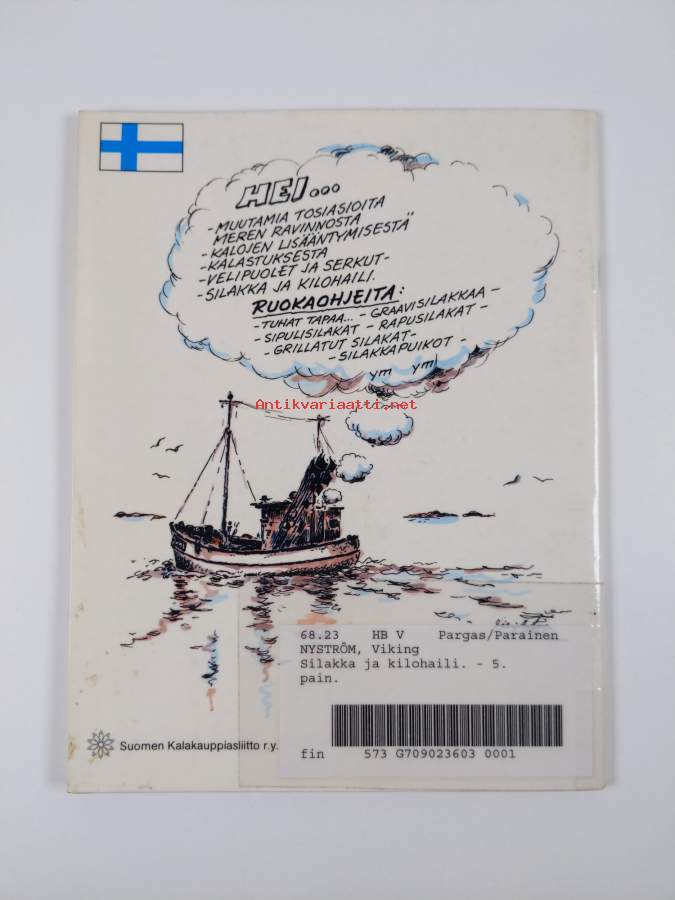 HEI...
-MUUTAMIA TOSIASIOITA
MEREN RAVINNOSTA
-KALOJEN LISÄÄNTYMISESTÄ
-KALASTUKSESTA
-VELIPUOLET JA SERKUT-
-SILAKKA JA KILOHAILI.
RUOKAOHJEITA:
-TUHAT TAPAA... - GRAAVISILAKKAA -
-SIPULISILAKAT - RAPUSILAKAT -
-GRILLATUT SILAKAT-
-SILAKKAPUIKOT -
ym ym
Antikvariaatti.net
68.23 HB V Pargas/Parainen
NYSTRÖM, Viking
Silakka ja kilohaili. - 5.
pain.
fin 573 G709023603 0001
Suomen Kalakauppiasliitto r.y.